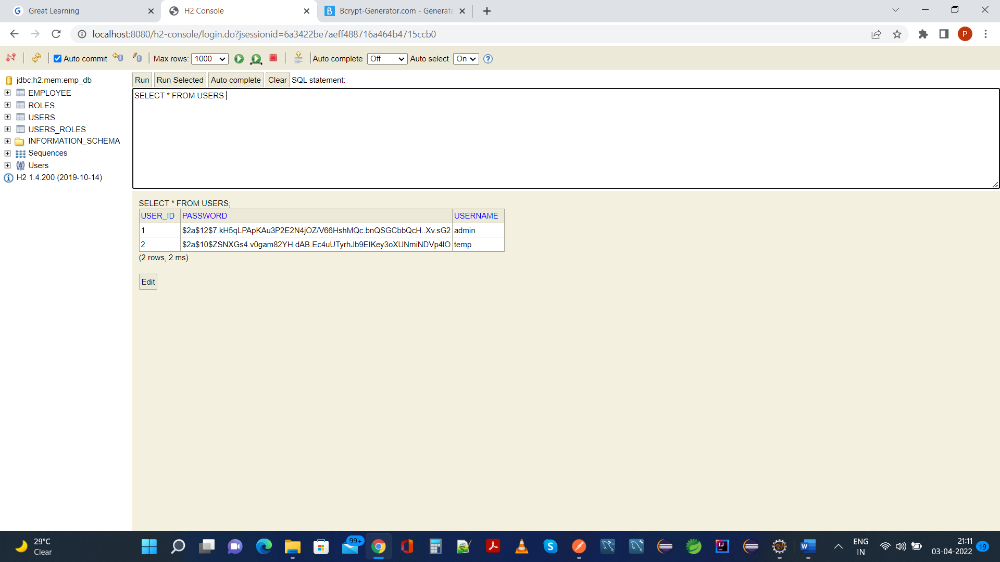 Great Learning
H2 Console
Bcrypt-Generator.com - Generate
localhost:8080/h2-console/login.do?jsessionid=6a3422be7aeff488716a464b4715ccb0
P
Auto commit
Max rows: 1000
Auto complete Off
Auto select On
jdbc:h2:mem:emp_db
EMPLOYEE
ROLES
USERS
USERS_ROLES
INFORMATION_SCHEMA
Sequences
Users
H2 1.4.200 (2019-10-14)
Run Run Selected Auto complete Clear SQL statement:
SELECT * FROM USERS
SELECT * FROM USERS;
USER_ID PASSWORD USERNAME
1 $2a$12$7.kH5qLPApKAu3P2E2N4jOZ/V66HshMQc.bnQSGCbbQcH..Xv.sG2 admin
2 $2a$10$ZSNXGs4.v0gam82YH.dAB.Ec4uUTyrhJb9EIKey3oXUNmiNDVp4lO temp
(2 rows, 2 ms)
Edit
29°C
Clear
99+
ENG
IN
21:11
03-04-2022
19